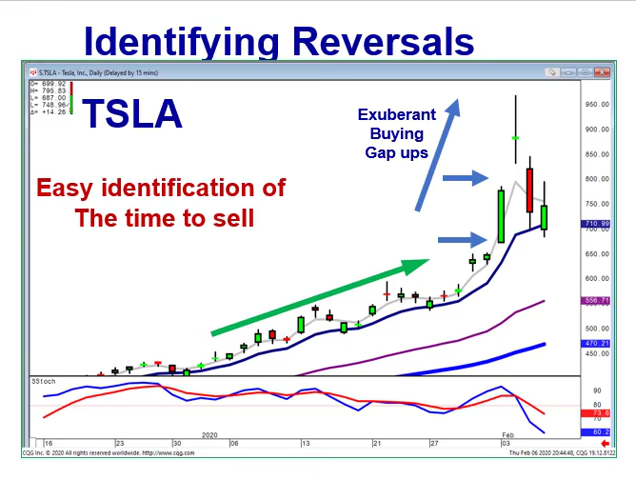 Identifying Reversals
S.TSLA - Tesla, Inc., Daily (Delayed by 15 mins)
O= 699.92
H= 795.83
L= 687.00
L= 748.96
Δ= +14.26
TSLA
Exuberant
Buying
Gap ups
Easy identification of
The time to sell
950.00
900.00
850.00
800.00
750.00
710.99
700.00
650.00
600.00
556.71
500.00
470.21
450.00
SStoch
90
80
73.8
70
60.2
16
23
30
2020
06
13
21
27
Feb
03
CQG Inc. © 2020 All rights reserved worldwide. http://www.cqg.com
Thu Feb 06 2020 20:44:48, CQG 19.12.8122